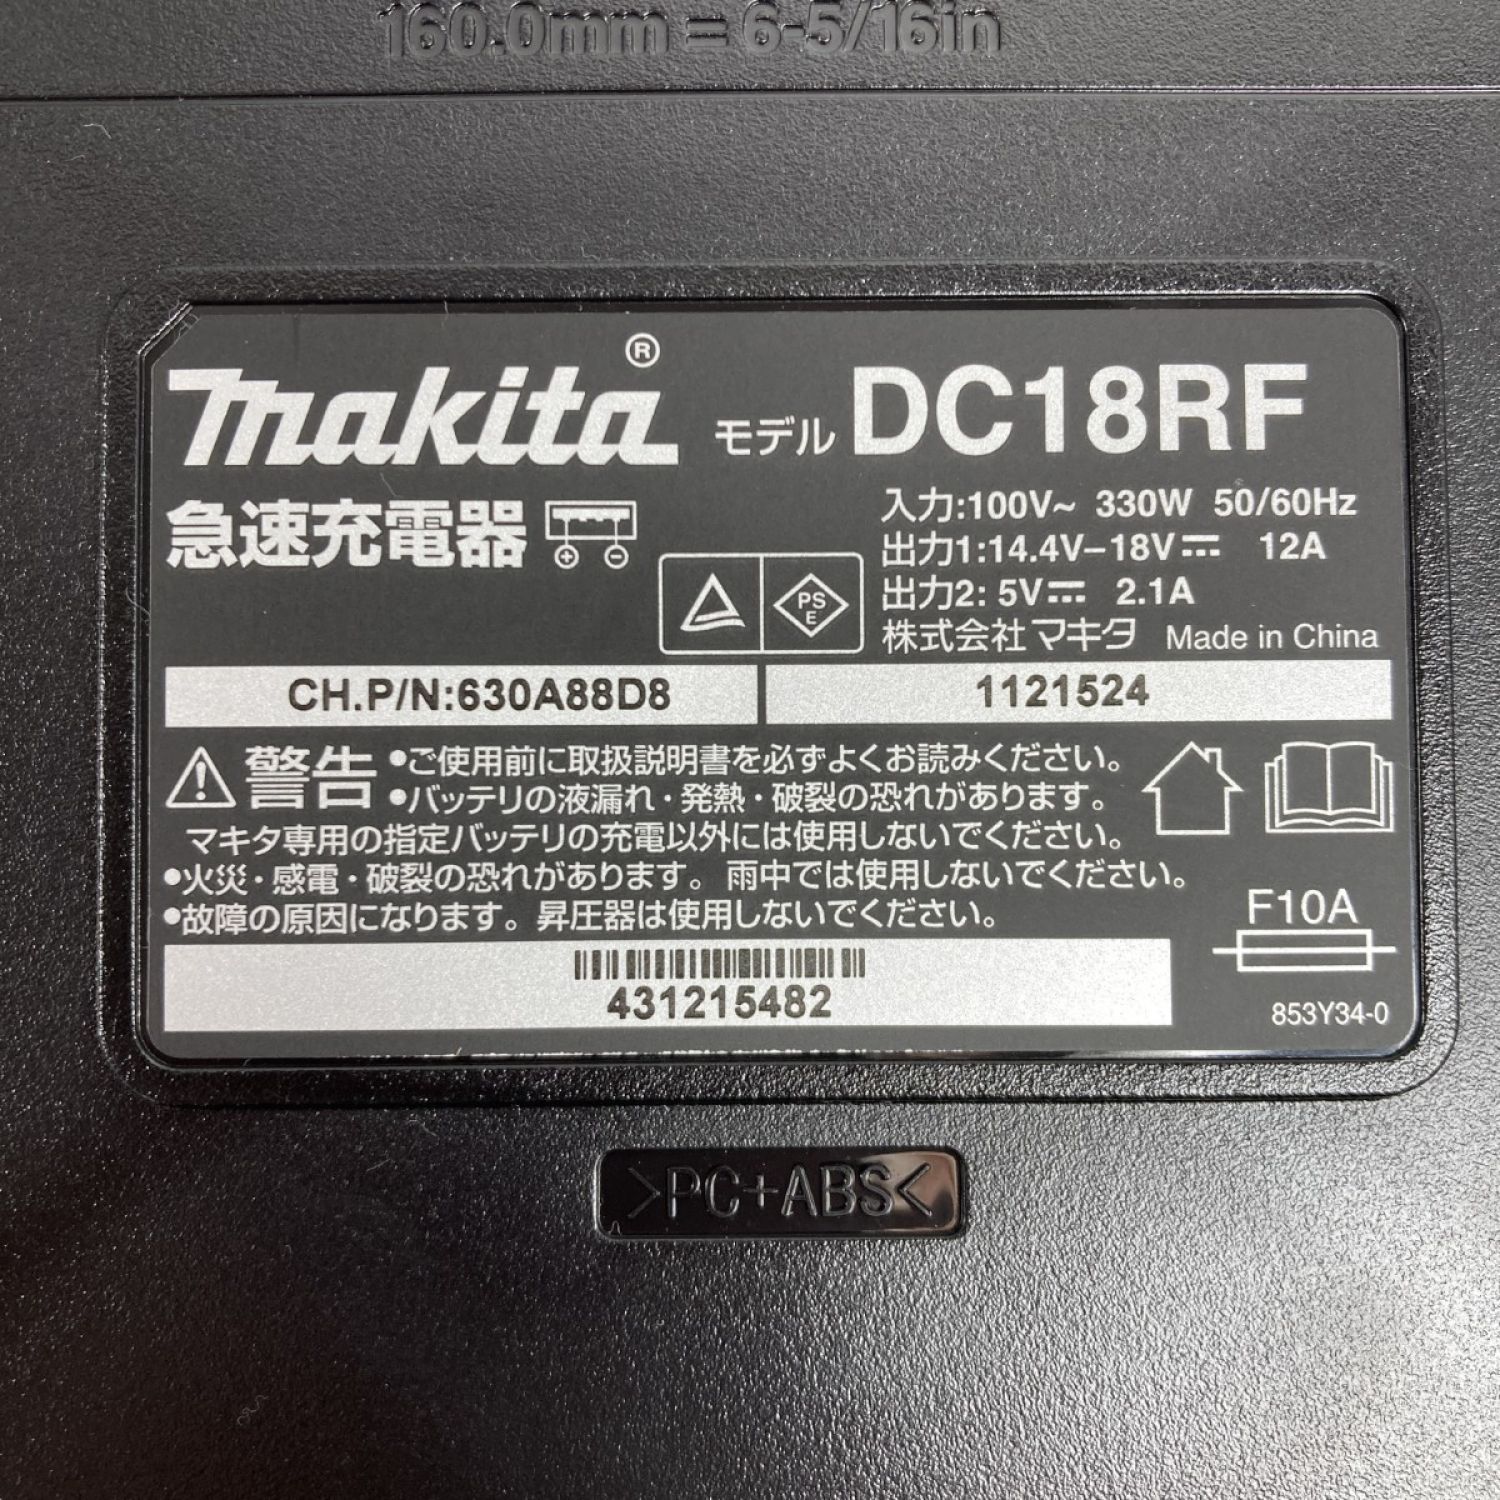 160.0mm = 6-5/16in
makita® モデル DC18RF
急速充電器
入力:100V~ 330W 50/60Hz
出力1:14.4V–18V⎓ 12A
出力2: 5V⎓ 2.1A
PS
E
株式会社マキタ Made in China
CH.P/N:630A88D8 1121524
⚠警告 •ご使用前に取扱説明書を必ずよくお読みください。
•バッテリの液漏れ・発熱・破裂の恐れがあります。
マキタ専用の指定バッテリの充電以外には使用しないでください。
•火災・感電・破裂の恐れがあります。雨中では使用しないでください。
•故障の原因になります。昇圧器は使用しないでください。
F10A
431215482
853Y34-0
>PC+ABS<